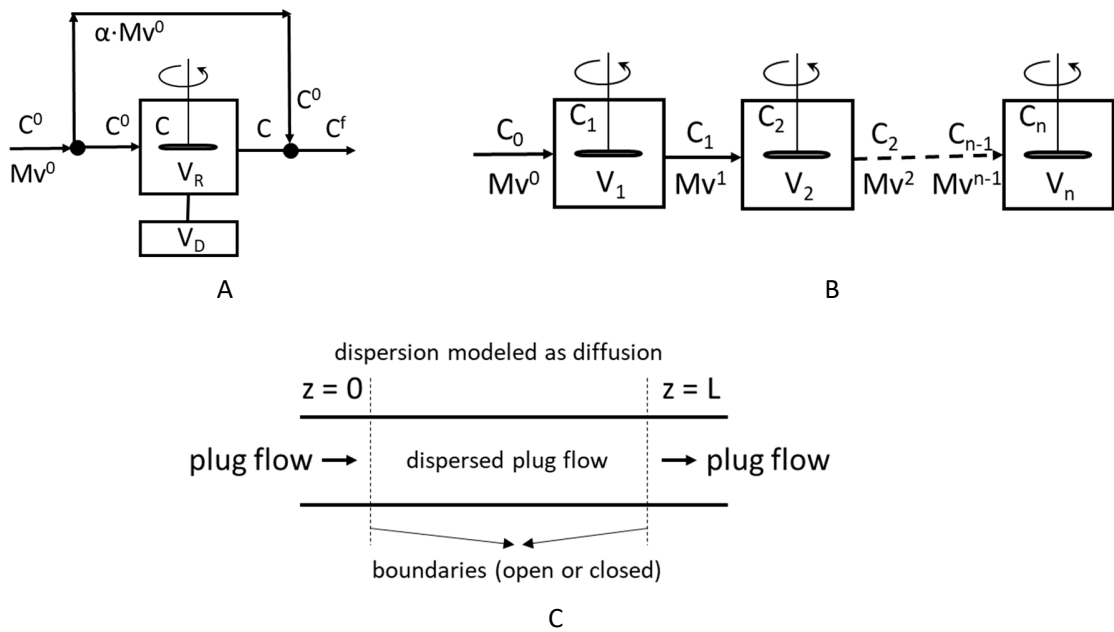 α·Mv⁰
C⁰
C⁰
C⁰
C
C
Cᶠ
Mv⁰
V_R
V_D
A
C₀
Mv⁰
C₁
V₁
C₁
Mv¹
C₂
V₂
C₂
Mv²
Cₙ₋₁
Mvⁿ⁻¹
Cₙ
Vₙ
B
dispersion modeled as diffusion
z = 0
z = L
plug flow
dispersed plug flow
plug flow
boundaries (open or closed)
C